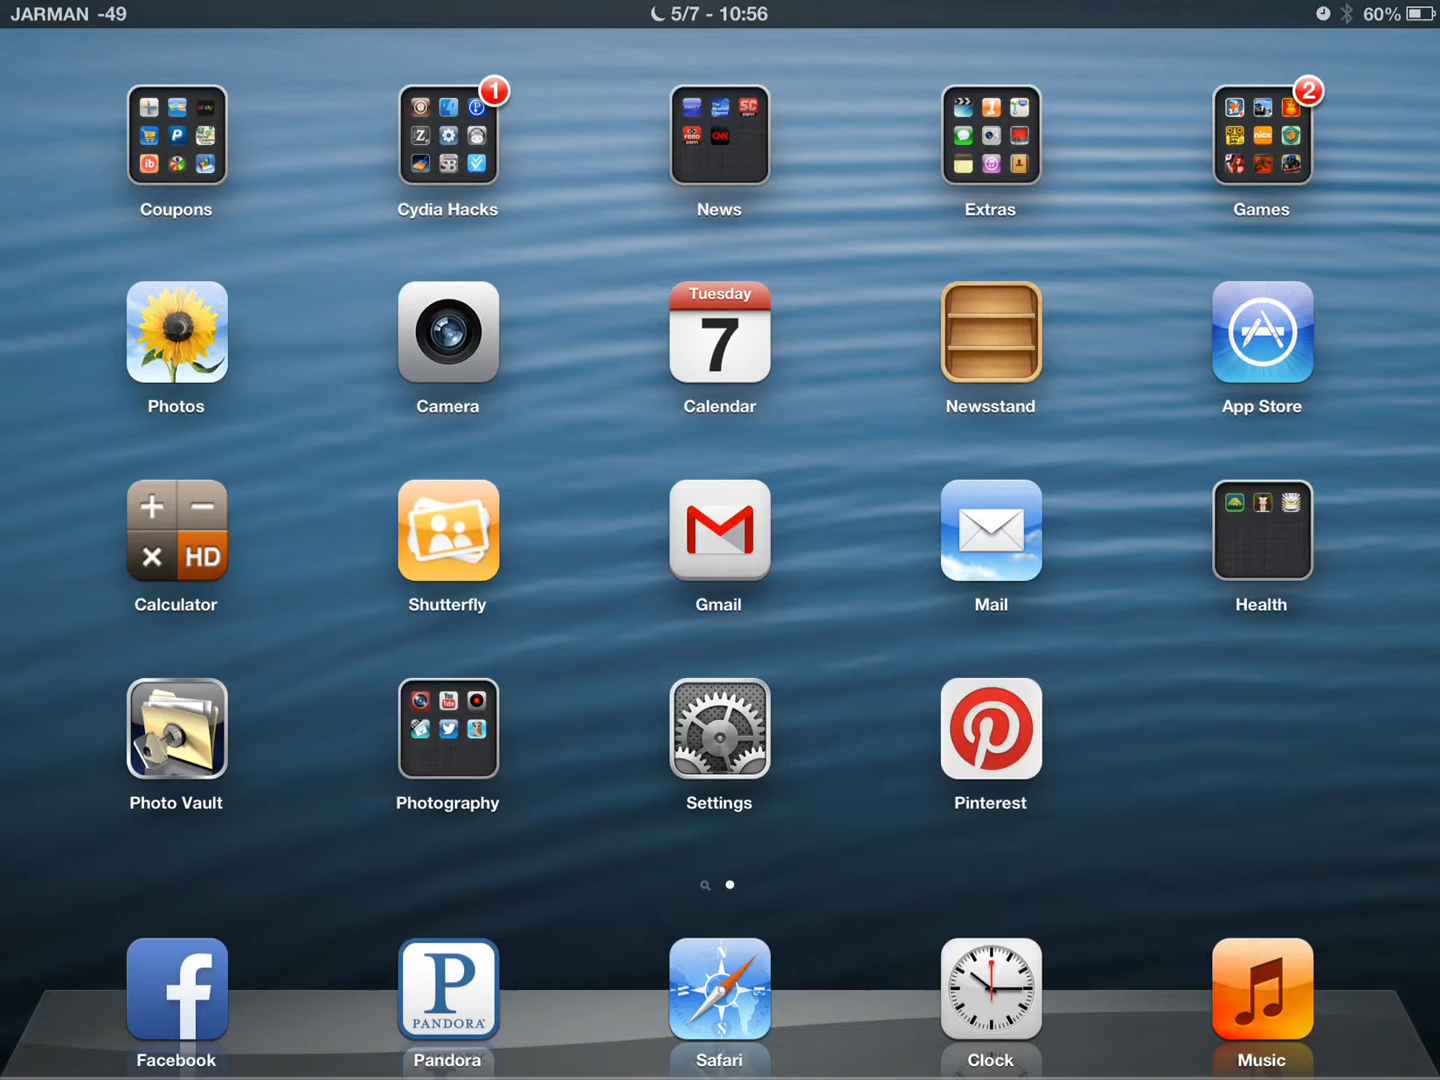 JARMAN -49
5/7 - 10:56
60%
1
2
Coupons
Cydia Hacks
News
Extras
Games
Tuesday
7
Photos
Camera
Calendar
Newsstand
App Store
+ −
× HD
Calculator
Shutterfly
Gmail
Mail
Health
Photo Vault
Photography
Settings
Pinterest
P
PANDORA
N
S
Facebook
Pandora
Safari
Clock
Music